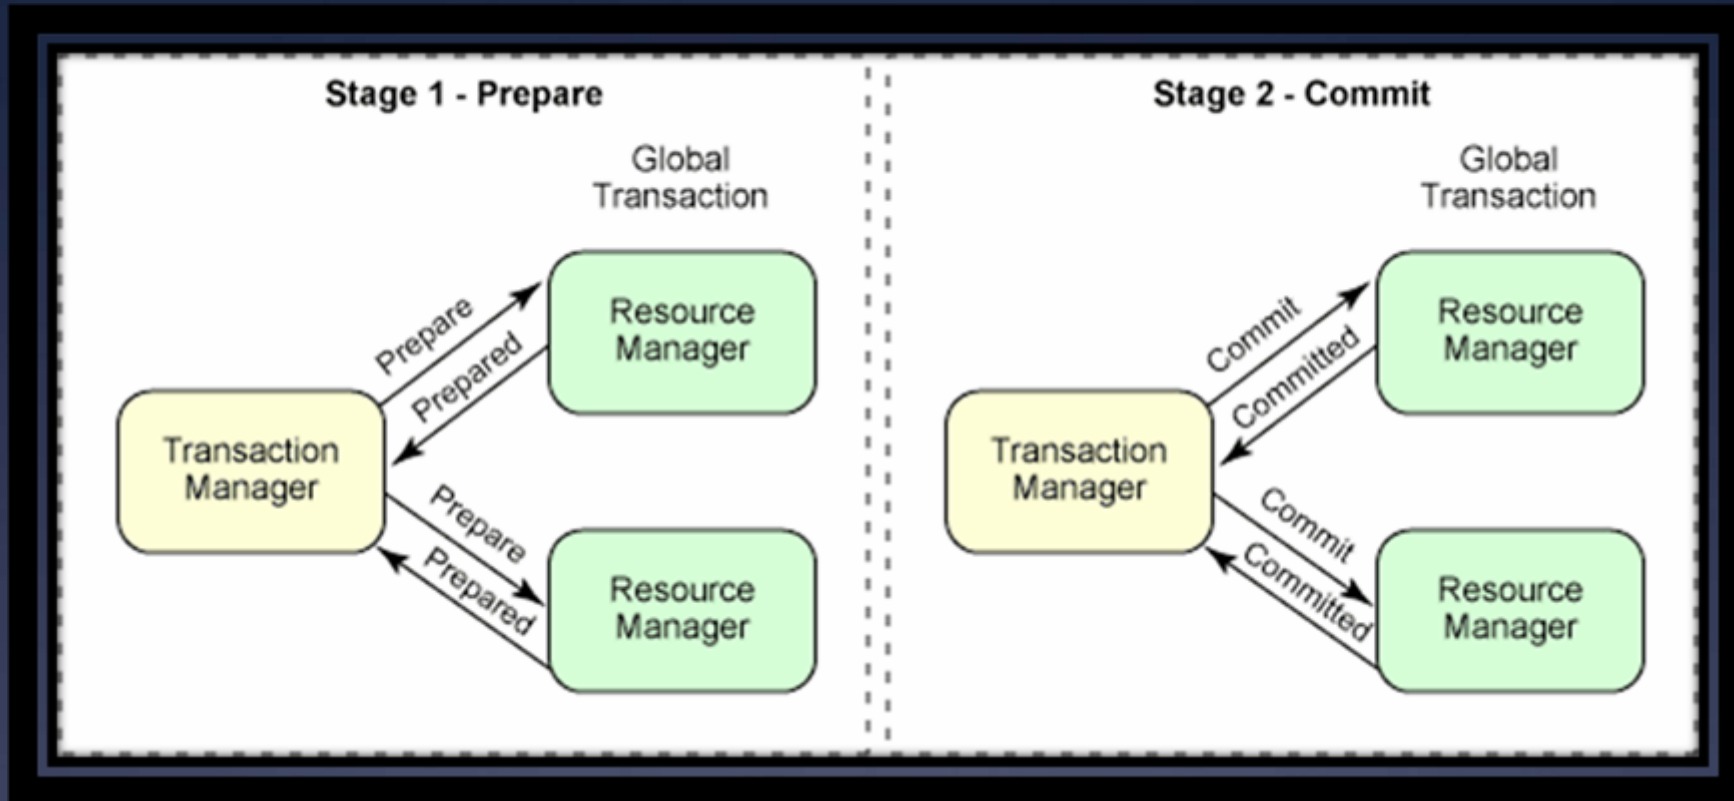 Stage 1 - Prepare
Global
Transaction
Resource
Manager
Prepare
Prepared
Transaction
Manager
Prepare
Prepared
Resource
Manager
Stage 2 - Commit
Global
Transaction
Resource
Manager
Commit
Committed
Transaction
Manager
Commit
Committed
Resource
Manager